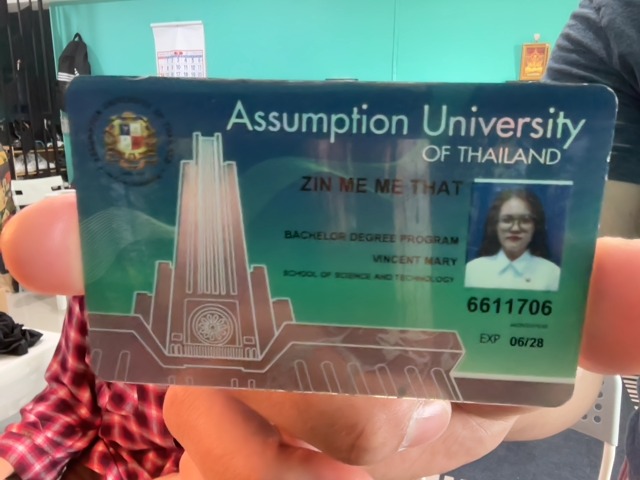 Assumption University
OF THAILAND
ZIN ME ME THAT
BACHELOR DEGREE PROGRAM
VINCENT MARY
SCHOOL OF SCIENCE AND TECHNOLOGY
6611706
EXP 06/28